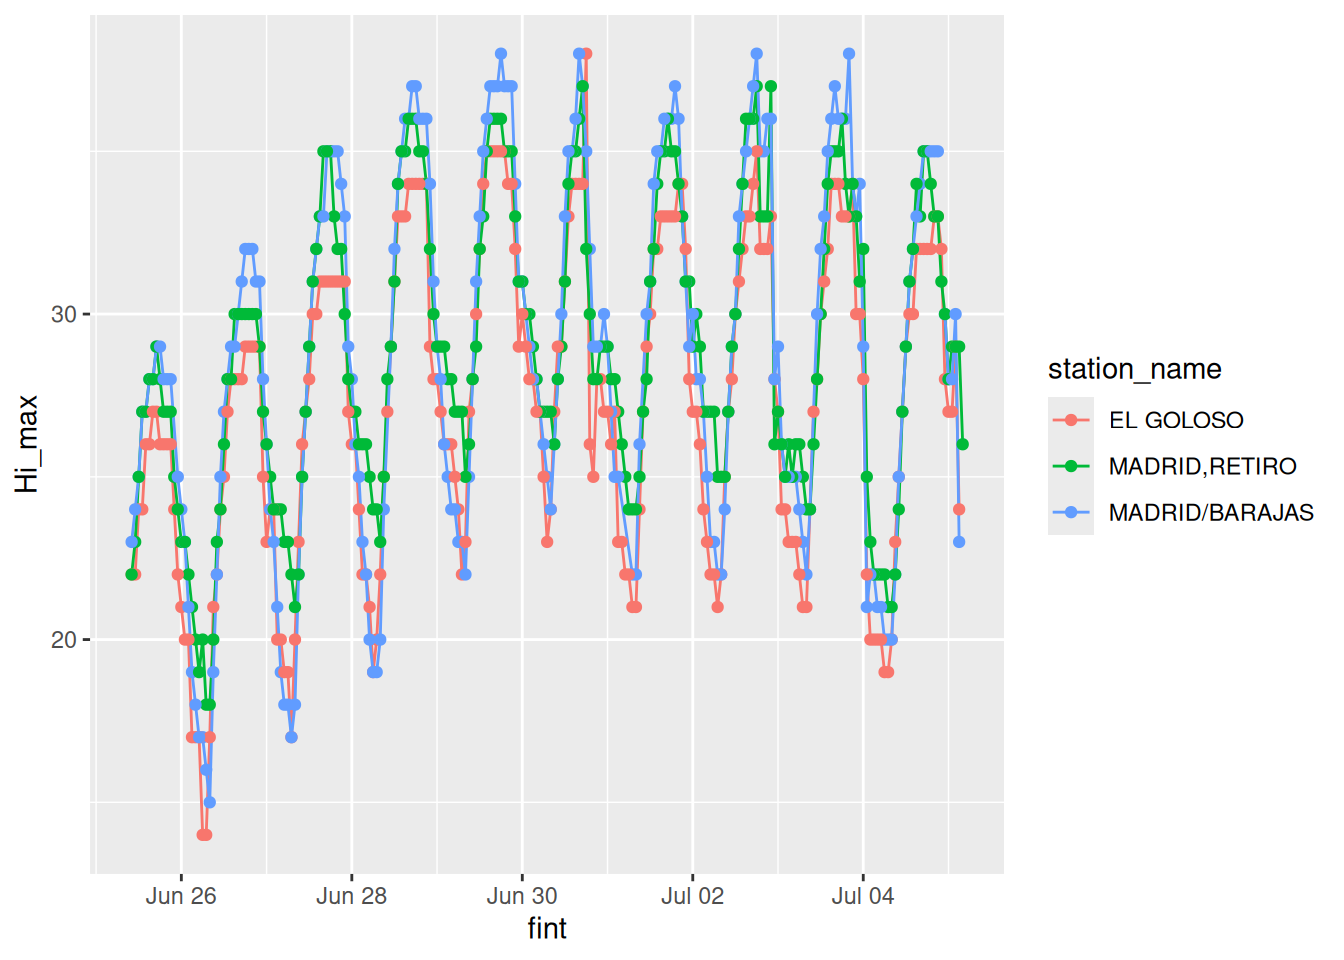 Hi_max
30
20
Jun 26
Jun 28
Jun 30
Jul 02
Jul 04
fint
station_name
EL GOLOSO
MADRID,RETIRO
MADRID/BARAJAS